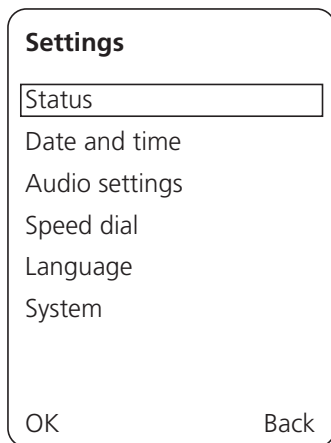 Settings
Status
Date and time
Audio settings
Speed dial
Language
System
OK Back